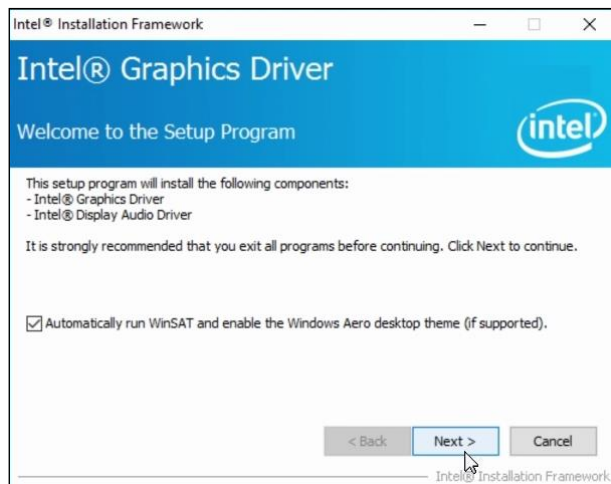 Intel® Installation Framework
Intel® Graphics Driver
Welcome to the Setup Program
intel
This setup program will install the following components:
- Intel® Graphics Driver
- Intel® Display Audio Driver
It is strongly recommended that you exit all programs before continuing. Click Next to continue.
Automatically run WinSAT and enable the Windows Aero desktop theme (if supported).
< Back Next > Cancel
Intel® Installation Framework